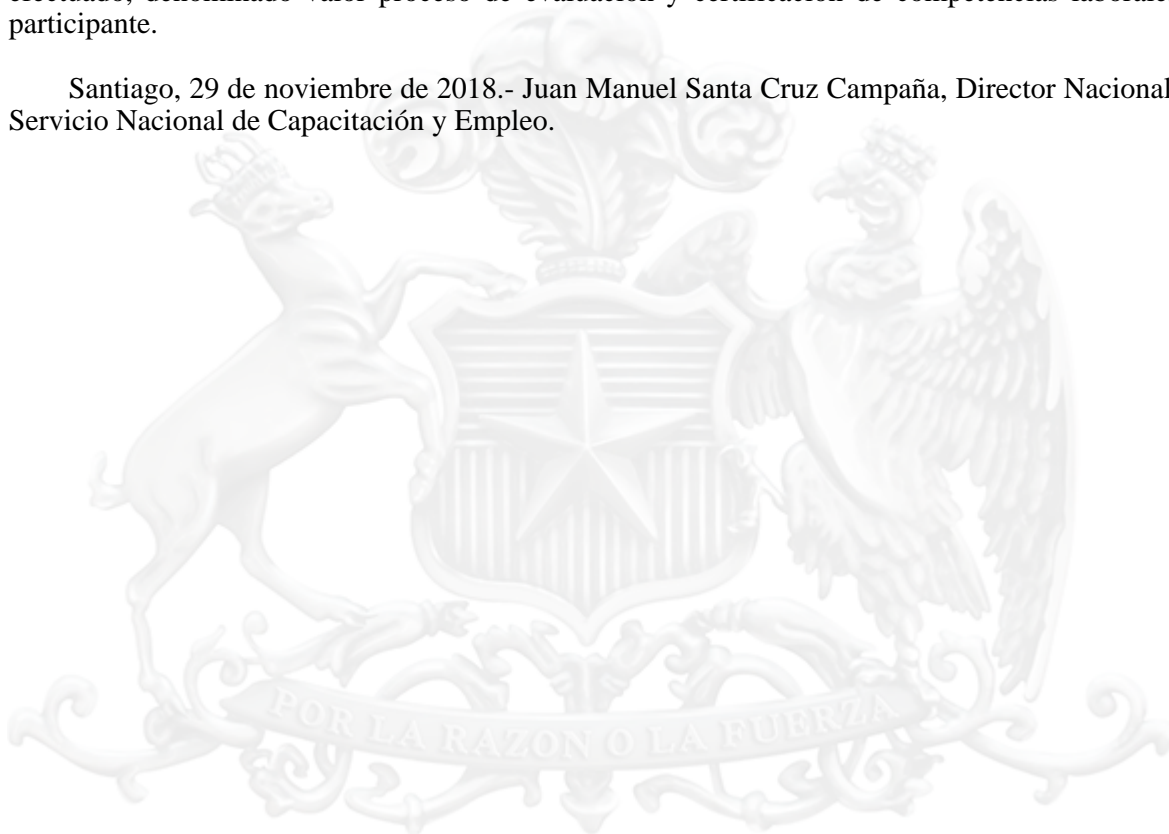 efectuado, denominado valor proceso de evaluación y certificación de competencias
participante.
Santiago, 29 de noviembre de 2018.- Juan Manuel Santa Cruz Campaña, Director Nacional
Servicio Nacional de Capacitación y Empleo.
POR LA RAZON O LA FUERZA